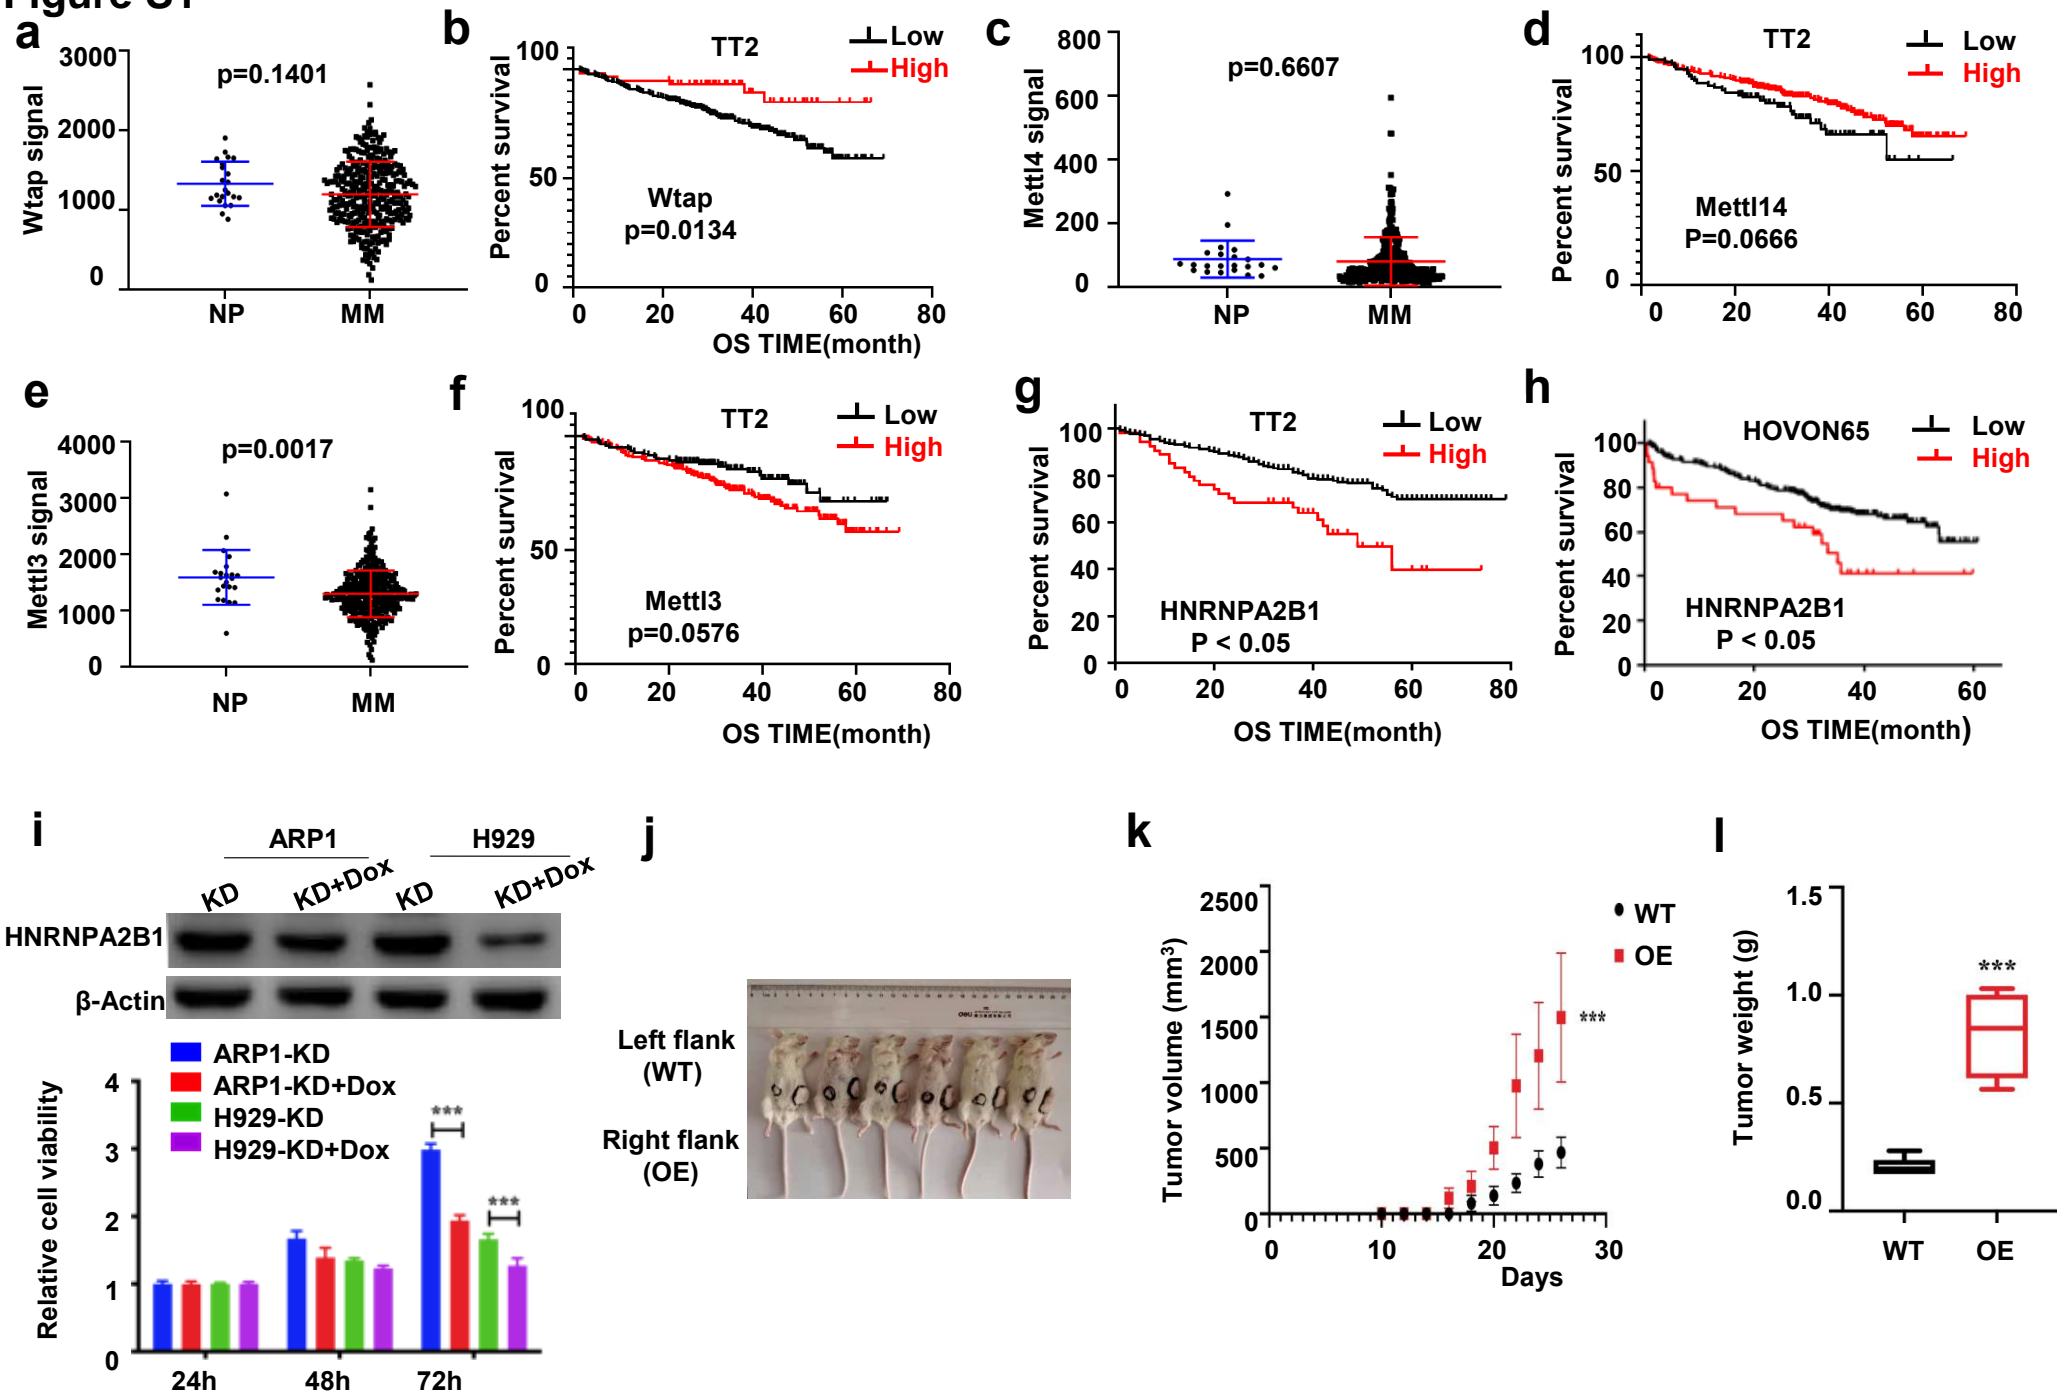 Figure S1
a
3000
2000
1000
0
Wtap signal
p=0.1401
NP
MM
b
100
50
0
Percent survival
TT2
Low
High
Wtap
p=0.0134
0
20
40
60
80
OS TIME(month)
c
800
600
400
200
0
Mettl4 signal
p=0.6607
NP
MM
d
100
50
0
Percent survival
TT2
Low
High
Mettl14
P=0.0666
0
20
40
60
80
e
4000
3000
2000
1000
0
Mettl3 signal
p=0.0017
NP
MM
f
100
50
0
Percent survival
TT2
Low
High
Mettl3
p=0.0576
0
20
40
60
80
OS TIME(month)
g
100
80
60
40
20
0
Percent survival
TT2
Low
High
HNRNPA2B1
P < 0.05
0
20
40
60
80
OS TIME(month)
h
100
80
60
40
20
0
Percent survival
HOVON65
Low
High
HNRNPA2B1
P < 0.05
0
20
40
60
OS TIME(month)
i
ARP1
H929
KD
KD+Dox
KD
KD+Dox
HNRNPA2B1
β-Actin
ARP1-KD
ARP1-KD+Dox
H929-KD
H929-KD+Dox
4
3
2
1
0
Relative cell viability
***
***
24h
48h
72h
j
Left flank
(WT)
Right flank
(OE)
deli
k
2500
2000
1500
1000
500
0
Tumor volume (mm³)
WT
OE
***
0
10
20
30
Days
l
1.5
1.0
0.5
0.0
Tumor weight (g)
***
WT
OE